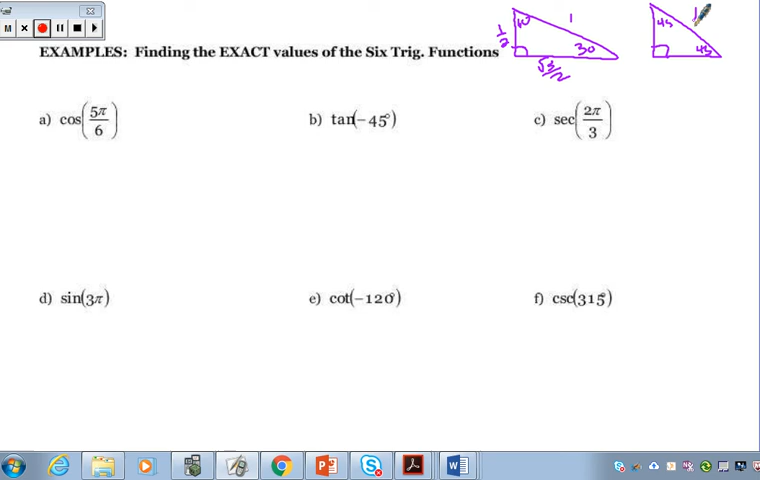 M
EXAMPLES: Finding the EXACT values of the Six Trig. Functions
60
1
1/2
30
√3/2
45
1
45
a) cos(5π/6)
b) tan(−45°)
c) sec(2π/3)
d) sin(3π)
e) cot(−120°)
f) csc(315°)